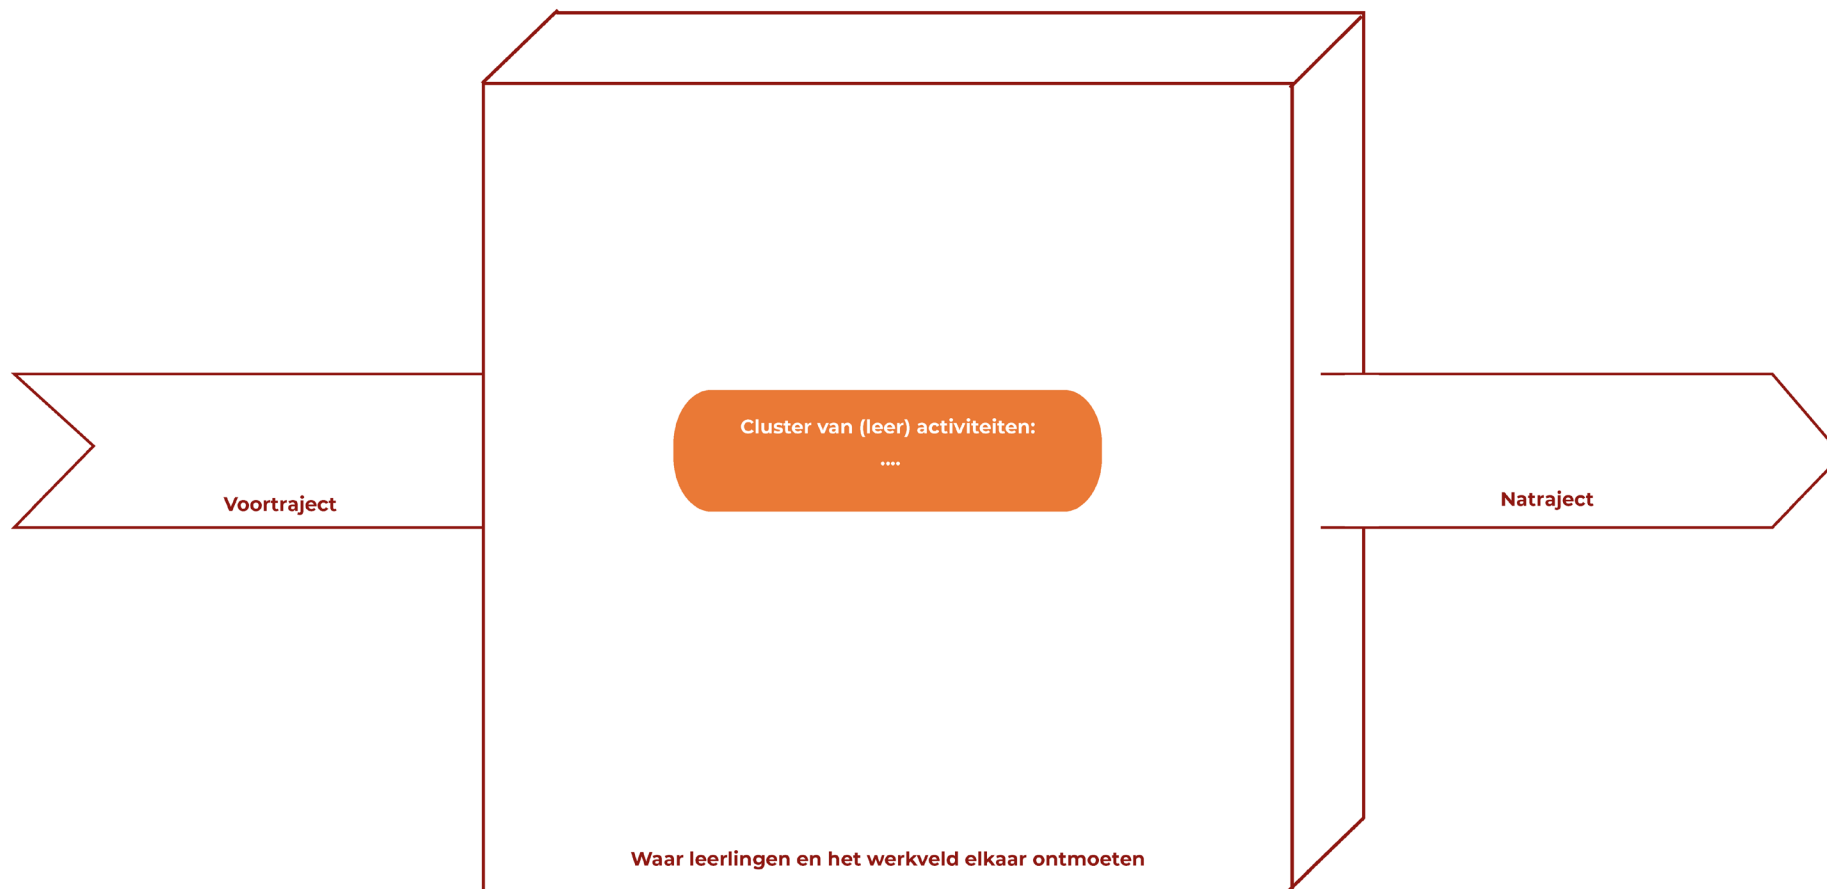 Cluster van (leer) activiteiten:
....
Voortraject
Natraject
Waar leerlingen en het werkveld elkaar ontmoeten